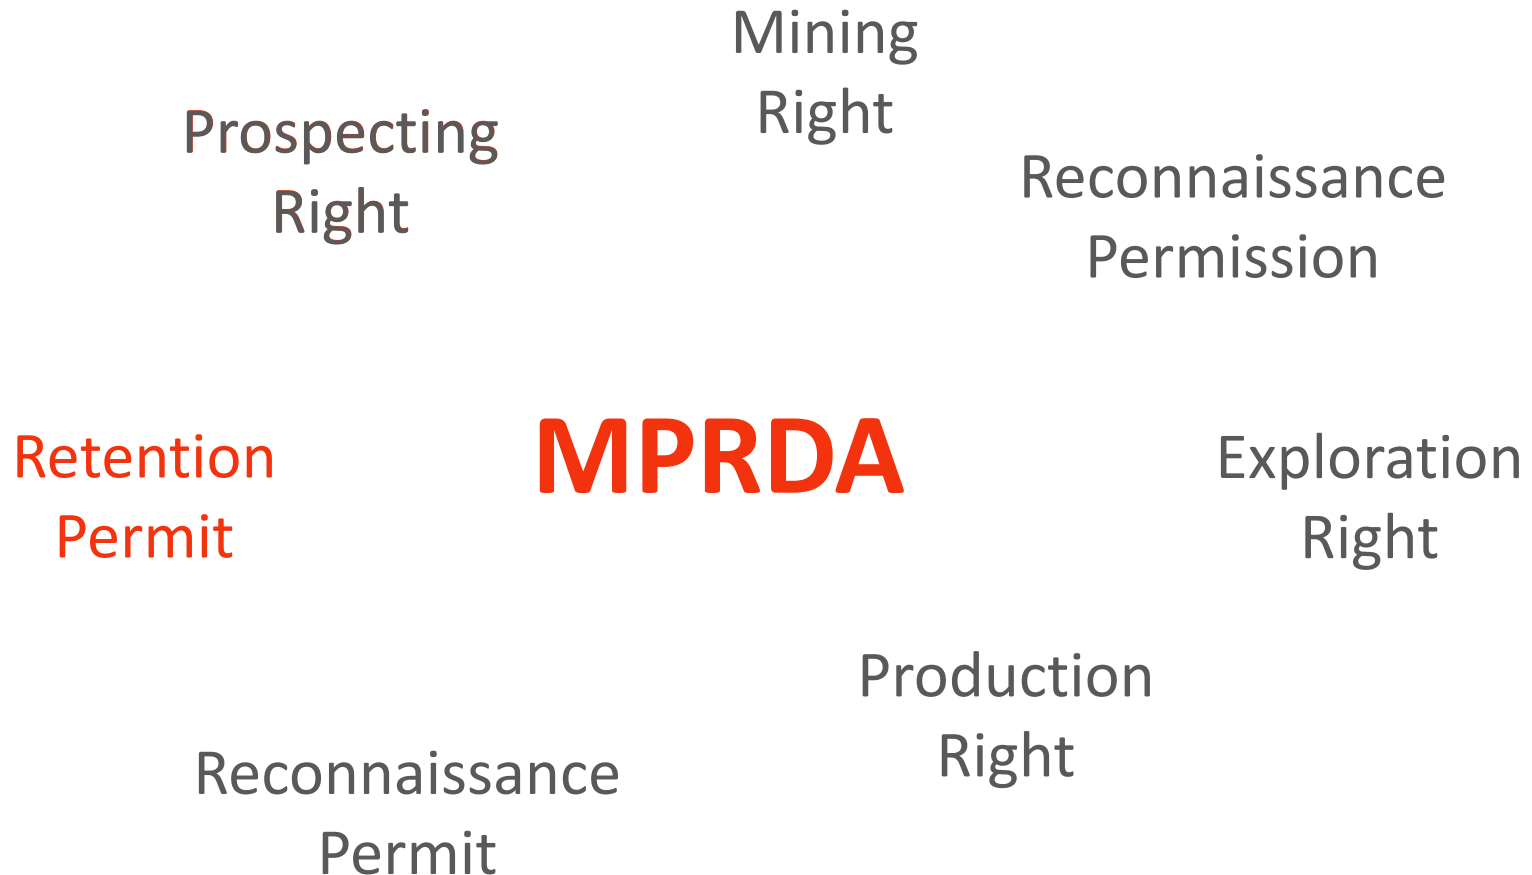 Mining
Right
Prospecting
Right
Reconnaissance
Permission
MPRDA
Retention
Permit
Exploration
Right
Production
Right
Reconnaissance
Permit